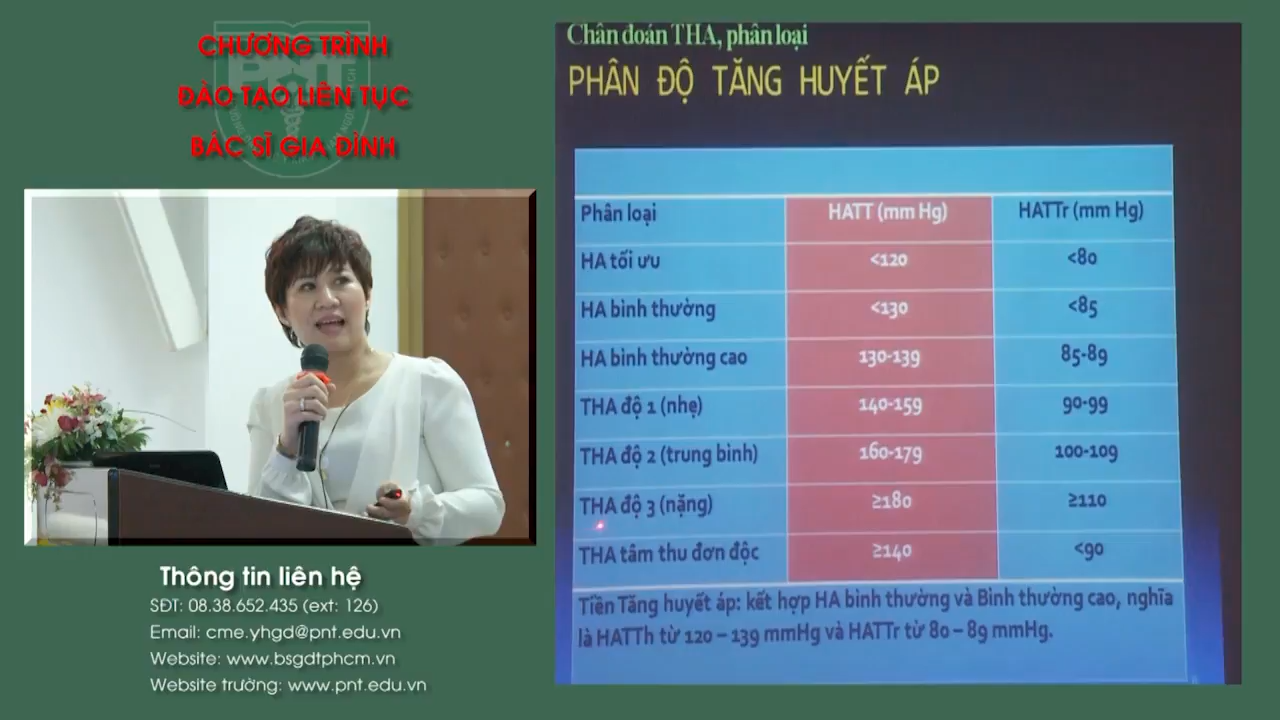 CHƯƠNG TRÌNH
ĐÀO TẠO LIÊN TỤC
BÁC SĨ GIA ĐÌNH
PNT
Thông tin liên hệ
SĐT: 08.38.652.435 (ext: 126)
Email: cme.yhgd@pnt.edu.vn
Website: www.bsgdtphcm.vn
Website trường: www.pnt.edu.vn
Chân đoán THA, phân loại
PHÂN ĐỘ TĂNG HUYẾT ÁP
Phân loại HATT (mm Hg) HATTr (mm Hg)
HA tối ưu <120 <80
HA bình thường <130 <85
HA bình thường cao 130-139 85-89
THA độ 1 (nhẹ) 140-159 90-99
THA độ 2 (trung bình) 160-179 100-109
THA độ 3 (nặng) ≥180 ≥110
THA tâm thu đơn độc ≥140 <90
Tiền Tăng huyết áp: kết hợp HA bình thường và Bình thường cao, nghĩa
là HATTh từ 120 – 139 mmHg và HATTr từ 80 – 89 mmHg.